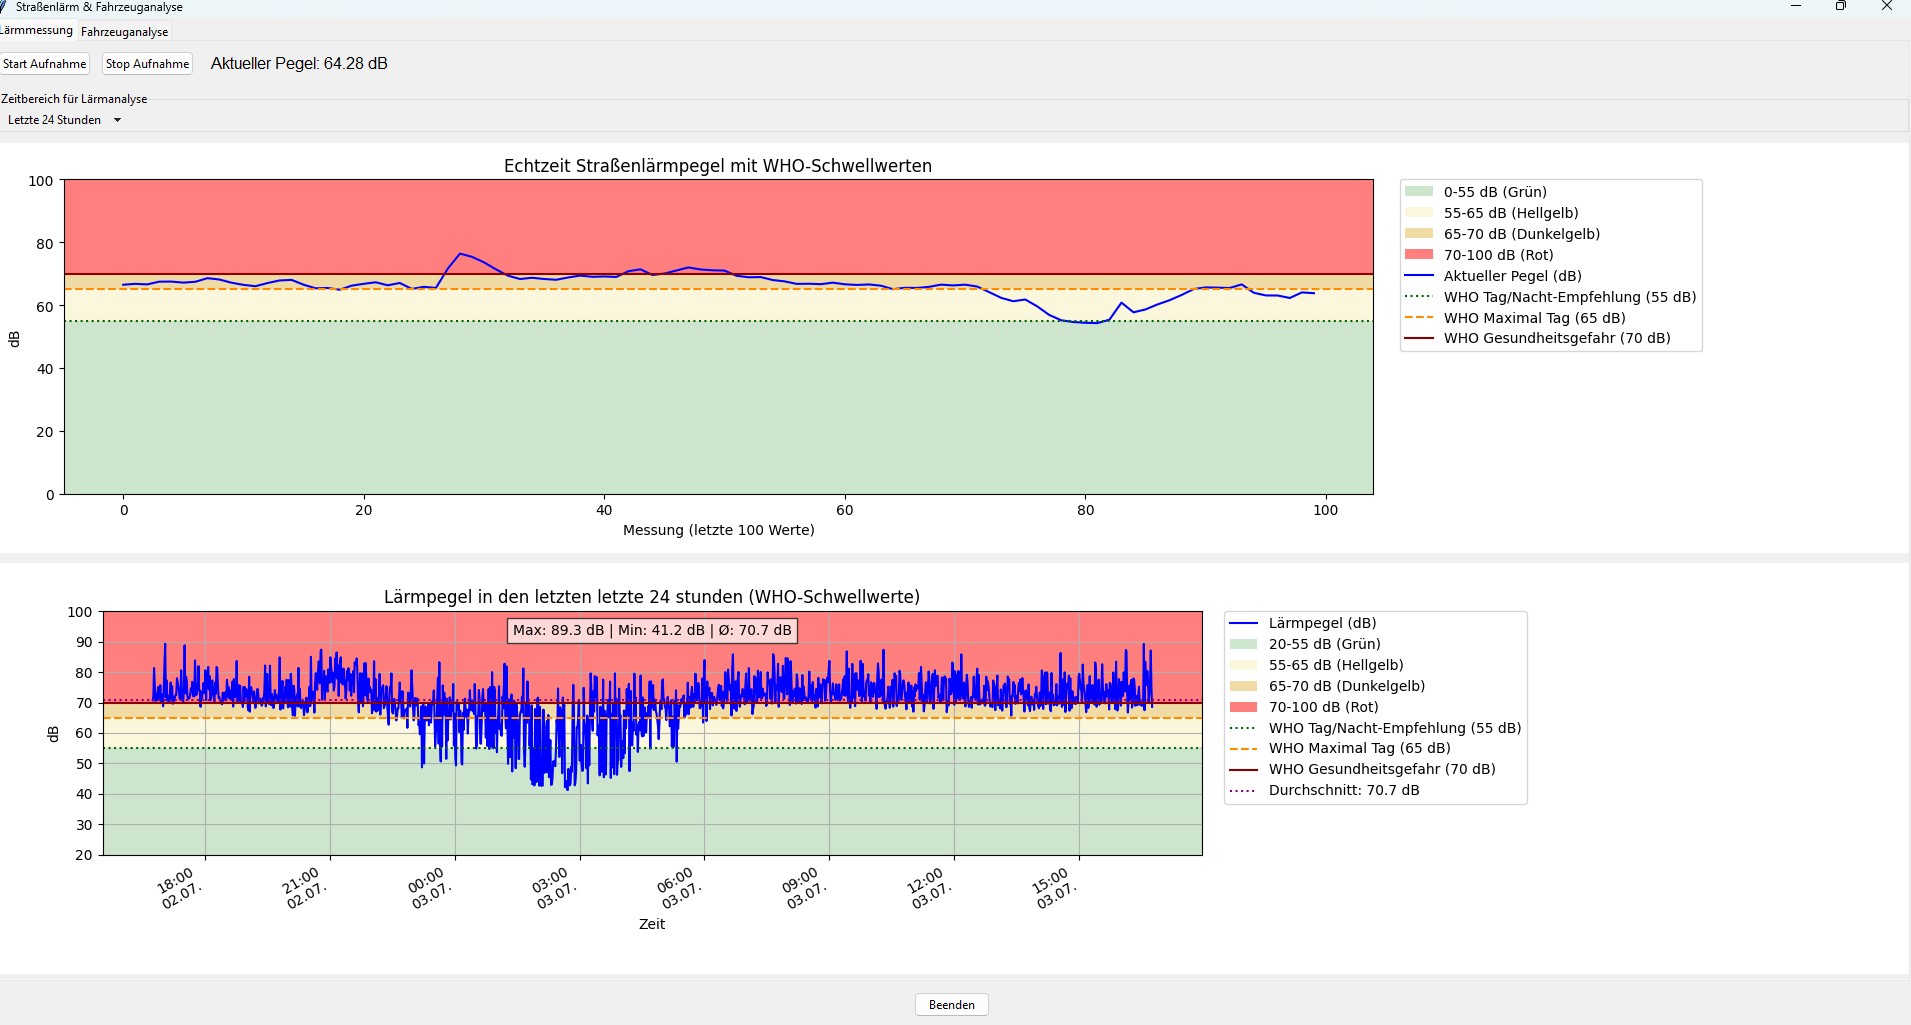 Straßenlärm & Fahrzeuganalyse
Lärmmessung Fahrzeuganalyse
Start Aufnahme Stop Aufnahme Aktueller Pegel: 64.28 dB
Zeitbereich für Lärmanalyse
Letzte 24 Stunden
Echtzeit Straßenlärmpegel mit WHO-Schwellwerten
100
80
60
40
20
0
dB
0 20 40 60 80 100
Messung (letzte 100 Werte)
0-55 dB (Grün)
55-65 dB (Hellgelb)
65-70 dB (Dunkelgelb)
70-100 dB (Rot)
Aktueller Pegel (dB)
WHO Tag/Nacht-Empfehlung (55 dB)
WHO Maximal Tag (65 dB)
WHO Gesundheitsgefahr (70 dB)
Lärmpegel in den letzten letzte 24 stunden (WHO-Schwellwerte)
Max: 89.3 dB | Min: 41.2 dB | Ø: 70.7 dB
100
90
80
70
60
50
40
30
20
dB
18:00
02.07.
21:00
02.07.
00:00
03.07.
03:00
03.07.
06:00
03.07.
09:00
03.07.
12:00
03.07.
15:00
03.07.
Zeit
Lärmpegel (dB)
20-55 dB (Grün)
55-65 dB (Hellgelb)
65-70 dB (Dunkelgelb)
70-100 dB (Rot)
WHO Tag/Nacht-Empfehlung (55 dB)
WHO Maximal Tag (65 dB)
WHO Gesundheitsgefahr (70 dB)
Durchschnitt: 70.7 dB
Beenden